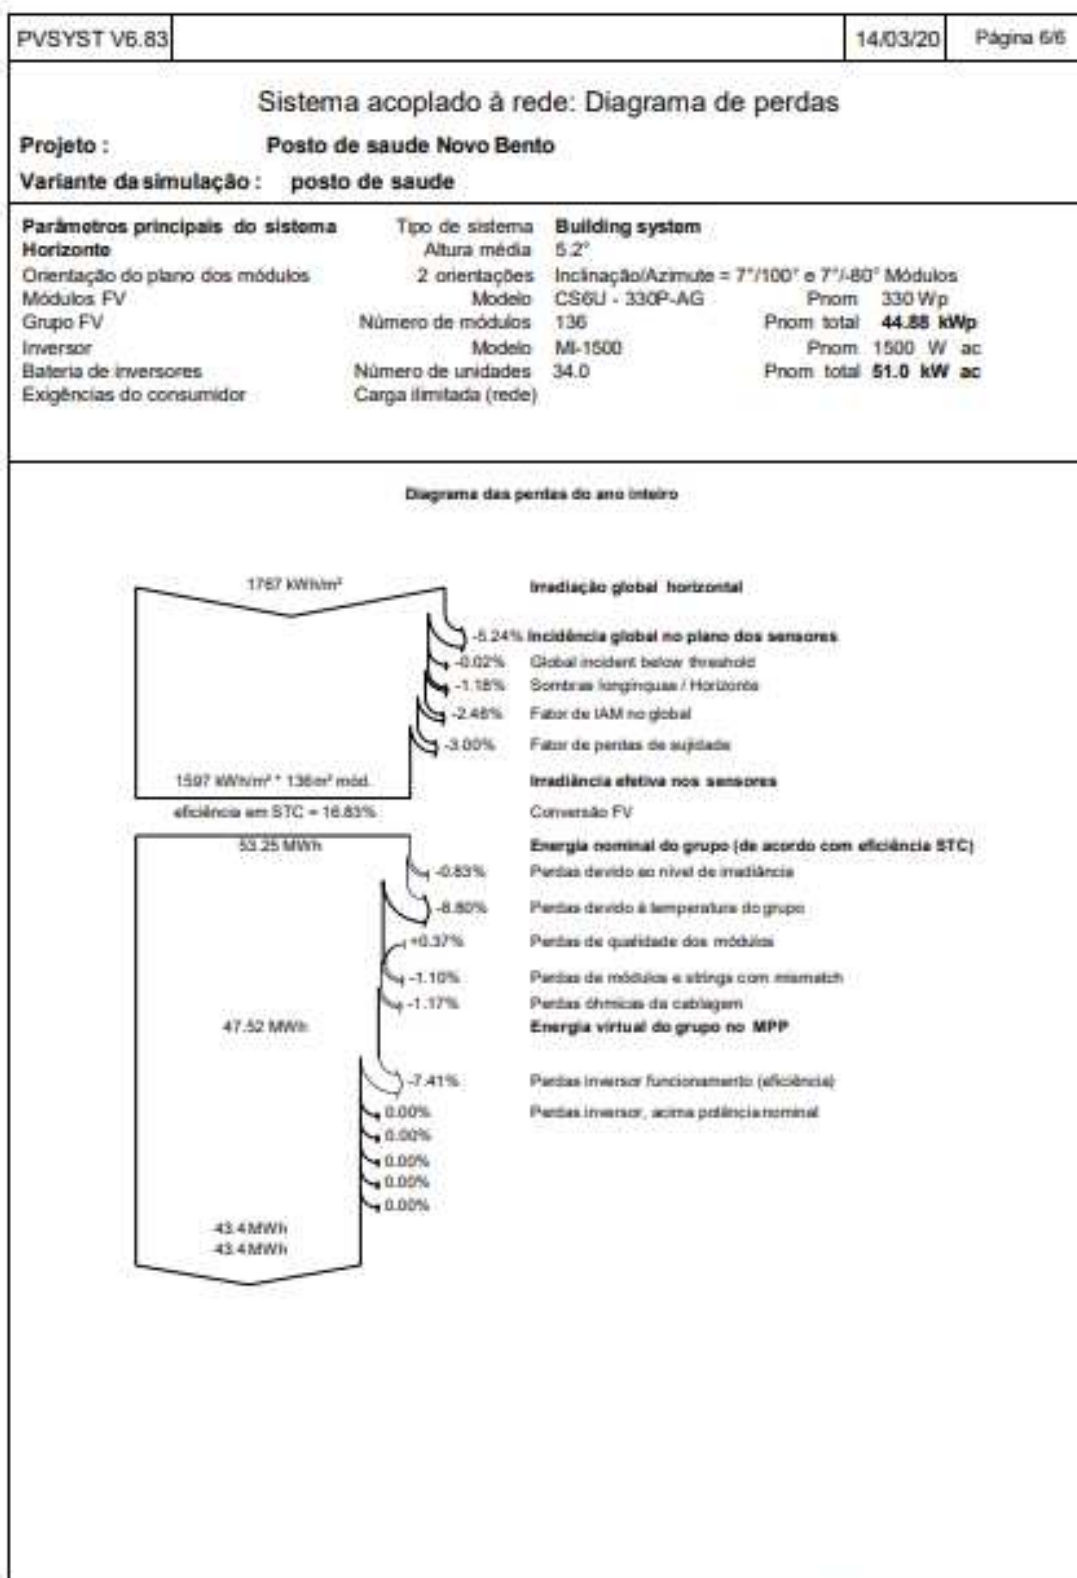 PVSYST V6.83 14/03/20 Página 6/6
Sistema acoplado à rede: Diagrama de perdas
Projeto : Posto de saude Novo Bento
Variante da simulação : posto de saude
Parâmetros principais do sistema Tipo de sistema Building system
Horizonte Altura média 5.2°
Orientação do plano dos módulos 2 orientações Inclinação/Azimute = 7°/100° e 7°/-80° Módulos
Módulos FV Modelo CS6U - 330P-AG Pnom 330 Wp
Grupo FV Número de módulos 136 Pnom total 44.88 kWp
Inversor Modelo MI-1500 Pnom 1500 W ac
Bateria de inversores Número de unidades 34.0 Pnom total 51.0 kW ac
Exigências do consumidor Carga ilimitada (rede)
Diagrama das perdas do ano inteiro
1767 kWh/m² Irradiação global horizontal
-5.24% Incidência global no plano dos sensores
-0.02% Global incident below threshold
-1.18% Sombras longínquas / Horizonte
-2.48% Fator de IAM no global
-3.00% Fator de perdas de sujidade
1597 kWh/m² * 136m² mód. Irradiância efetiva nos sensores
eficiência em STC = 16.83% Conversão FV
53.25 MWh Energia nominal do grupo (de acordo com eficiência STC)
-0.83% Perdas devido ao nível de irradiância
-8.80% Perdas devido à temperatura do grupo
+0.37% Perdas de qualidade dos módulos
-1.10% Perdas de módulos e strings com mismatch
-1.17% Perdas óhmicas da cablagem
47.52 MWh Energia virtual do grupo no MPP
-7.41% Perdas inversor funcionamento (eficiência)
0.00% Perdas inversor, acima potência nominal
0.00%
0.00%
0.00%
0.00%
43.4 MWh
43.4 MWh